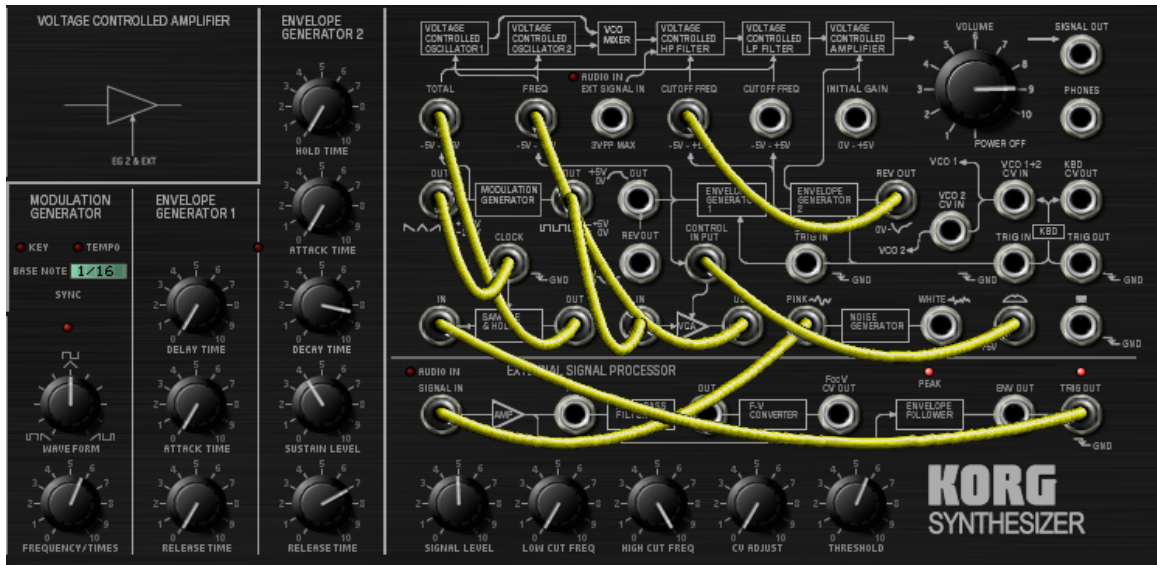 VOLTAGE CONTROLLED AMPLIFIER
EG 2 & EXT
MODULATION
GENERATOR
KEY TEMPO
BASE NOTE 1/16
SYNC
WAVE FORM
FREQUENCY/TIMES
ENVELOPE
GENERATOR 1
DELAY TIME
ATTACK TIME
RELEASE TIME
ENVELOPE
GENERATOR 2
HOLD TIME
ATTACK TIME
DECAY TIME
SUSTAIN LEVEL
RELEASE TIME
VOLTAGE
CONTROLLED
OSCILLATOR 1
VOLTAGE
CONTROLLED
OSCILLATOR 2
VCO
MIXER
VOLTAGE
CONTROLLED
HP FILTER
VOLTAGE
CONTROLLED
LP FILTER
VOLTAGE
CONTROLLED
AMPLIFIER
VOLUME
POWER OFF
SIGNAL OUT
PHONES
AUDIO IN
TOTAL FREQ EXT SIGNAL IN CUTOFF FREQ CUTOFF FREQ INITIAL GAIN
3VPP MAX -5V - +5V 0V - +5V
OUT MODULATION
GENERATOR
OUT
+5V
0V
OUT
ENVELOPE
GENERATOR
1
ENVELOPE
GENERATOR
2
REV OUT
0V
VCO 1
VCO 2
CV IN
VCO 2
VCO 1+2
CV IN
KBD
CV OUT
KBD
CLOCK
GND
REV OUT
CONTROL
INPUT
TRIG IN
GND
TRIG IN
GND
TRIG OUT
GND
IN
SAMPLE
& HOLD
OUT
IN
VCA
PINK
NOISE
GENERATOR
WHITE
GND
AUDIO IN
EXTERNAL SIGNAL PROCESSOR
PEAK
SIGNAL IN
AMP
FILTER
OUT
F-V
CONVERTER
F to V
CV OUT
ENVELOPE
FOLLOWER
ENV OUT
TRIG OUT
GND
SIGNAL LEVEL
LOW CUT FREQ
HIGH CUT FREQ
CV ADJUST
THRESHOLD
KORG
SYNTHESIZER